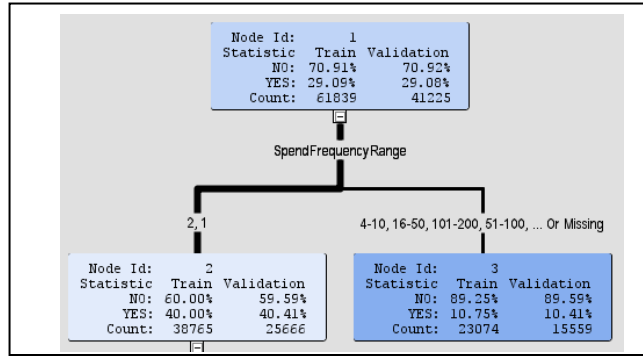 Node Id: 1
Statistic Train Validation
NO: 70.91% 70.92%
YES: 29.09% 29.08%
Count: 61839 41225
SpendFrequencyRange
2, 1
4-10, 16-50, 101-200, 51-100, ... Or Missing
Node Id: 2
Statistic Train Validation
NO: 60.00% 59.59%
YES: 40.00% 40.41%
Count: 38765 25666
Node Id: 3
Statistic Train Validation
NO: 89.25% 89.59%
YES: 10.75% 10.41%
Count: 23074 15559